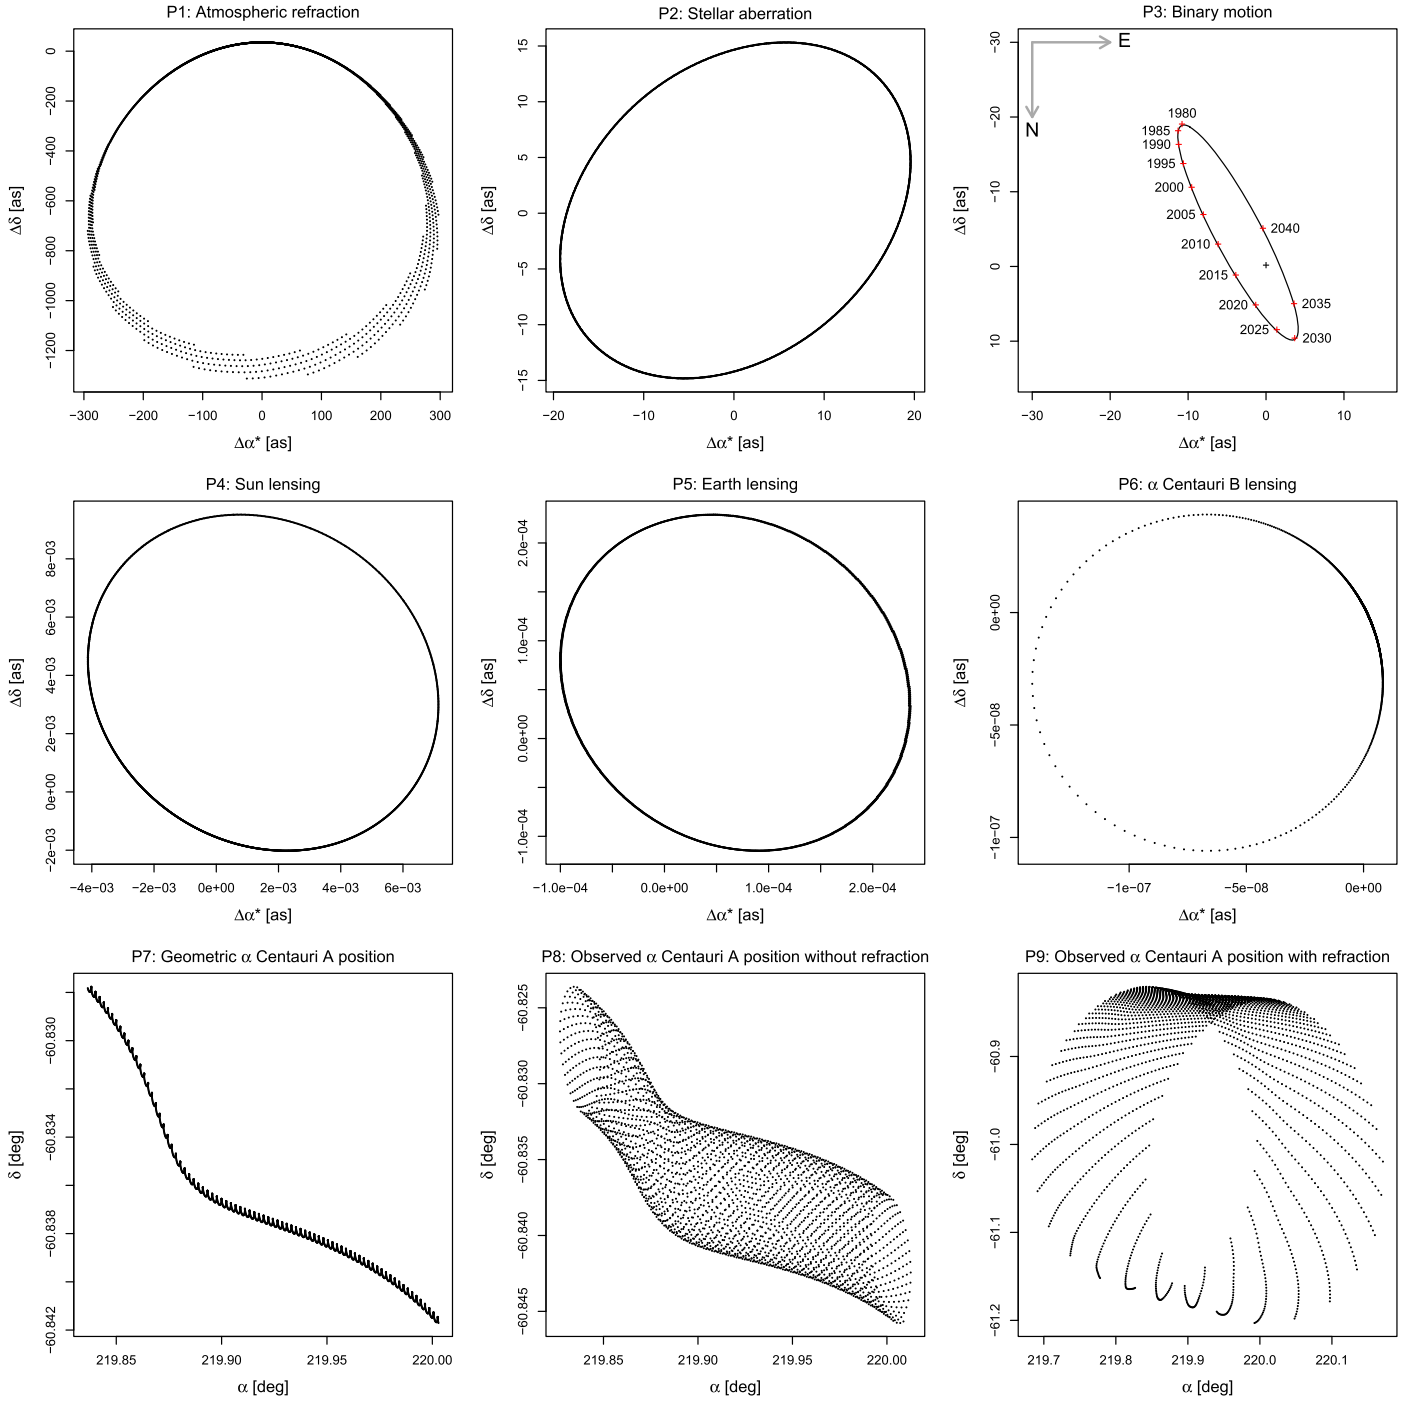 P1: Atmospheric refraction
P2: Stellar aberration
P3: Binary motion
0
−200
−400
−600
−800
−1000
−1200
Δδ [as]
−300
−200
−100
0
100
200
300
Δα* [as]
15
10
5
0
−5
−10
−15
Δδ [as]
−20
−10
0
10
20
Δα* [as]
−30
−20
−10
0
10
Δδ [as]
E
N
1980
1985
1990
1995
2000
2005
2010
2015
2020
2025
2030
2035
2040
−30
−20
−10
0
10
Δα* [as]
P4: Sun lensing
P5: Earth lensing
P6: α Centauri B lensing
8e−03
6e−03
4e−03
2e−03
0e+00
−2e−03
Δδ [as]
−4e−03
−2e−03
0e+00
2e−03
4e−03
6e−03
Δα* [as]
2.0e−04
1.0e−04
0.0e+00
−1.0e−04
Δδ [as]
−1.0e−04
0.0e+00
1.0e−04
2.0e−04
Δα* [as]
0e+00
−5e−08
−1e−07
Δδ [as]
−1e−07
−5e−08
0e+00
Δα* [as]
P7: Geometric α Centauri A position
P8: Observed α Centauri A position without refraction
P9: Observed α Centauri A position with refraction
−60.830
−60.834
−60.838
−60.842
δ [deg]
219.85
219.90
219.95
220.00
α [deg]
−60.825
−60.830
−60.835
−60.840
−60.845
δ [deg]
219.85
219.90
219.95
220.00
α [deg]
−60.9
−61.0
−61.1
−61.2
δ [deg]
219.7
219.8
219.9
220.0
220.1
α [deg]